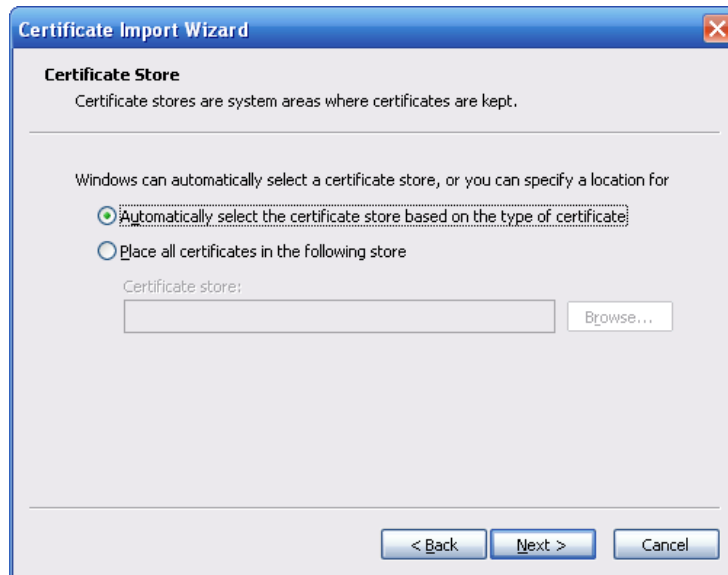 Certificate Import Wizard
Certificate Store
Certificate stores are system areas where certificates are kept.
Windows can automatically select a certificate store, or you can specify a location for
Automatically select the certificate store based on the type of certificate
Place all certificates in the following store
Certificate store:
Browse...
< Back Next > Cancel